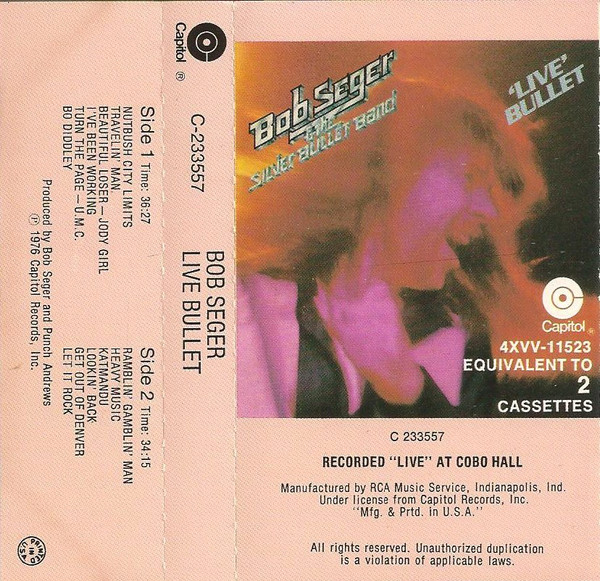 Capitol ®
C-233557
BOB SEGER
LIVE BULLET
Side 1 Time: 36:27
NUTBUSH CITY LIMITS
TRAVELIN' MAN
BEAUTIFUL LOSER – JODY GIRL
I'VE BEEN WORKING
TURN THE PAGE – U.M.C.
BO DIDDLEY
Side 2 Time: 34:15
RAMBLIN' GAMBLIN' MAN
HEAVY MUSIC
KATMANDU
LOOKIN' BACK
GET OUT OF DENVER
LET IT ROCK
Produced by Bob Seger and Punch Andrews
℗ 1976 Capitol Records, Inc.
PRINTED IN U.S.A.
Bob Seger
& the
Silver Bullet Band
'LIVE'
BULLET
Capitol®
4XVV-11523
EQUIVALENT TO
2
CASSETTES
C 233557
RECORDED "LIVE" AT COBO HALL
Manufactured by RCA Music Service, Indianapolis, Ind.
Under license from Capitol Records, Inc.
"Mfg. & Prtd. in U.S.A."
All rights reserved. Unauthorized duplication
is a violation of applicable laws.